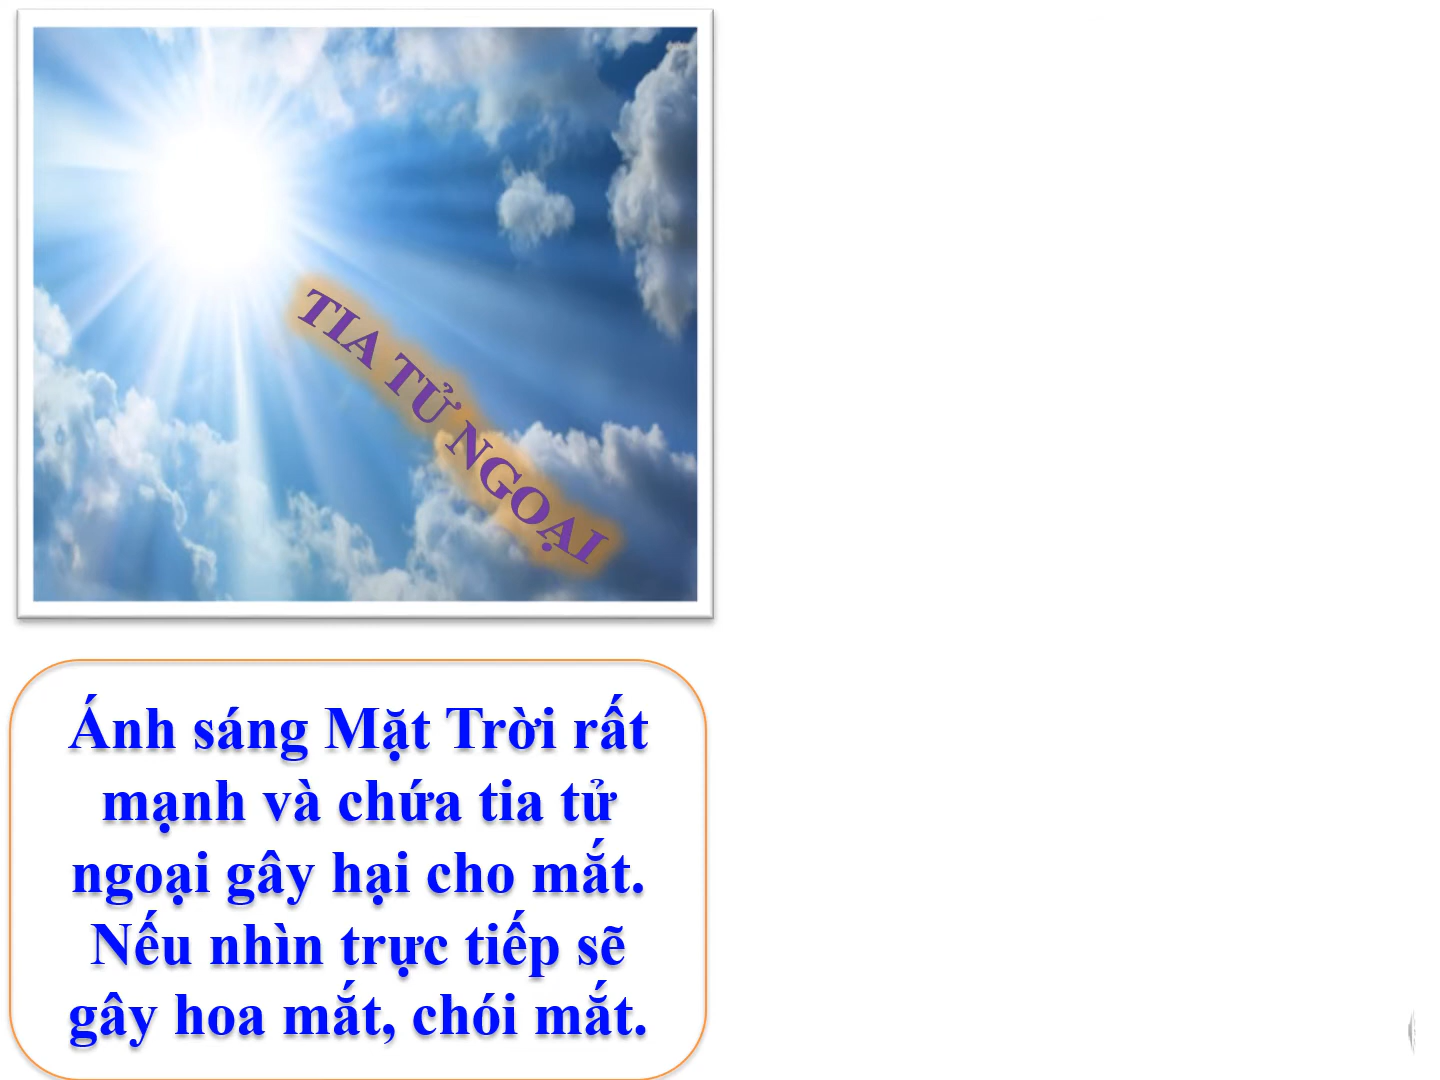 TIA TỬ NGOẠI
Ánh sáng Mặt Trời rất
mạnh và chứa tia tử
ngoại gây hại cho mắt.
Nếu nhìn trực tiếp sẽ
gây hoa mắt, chói mắt.